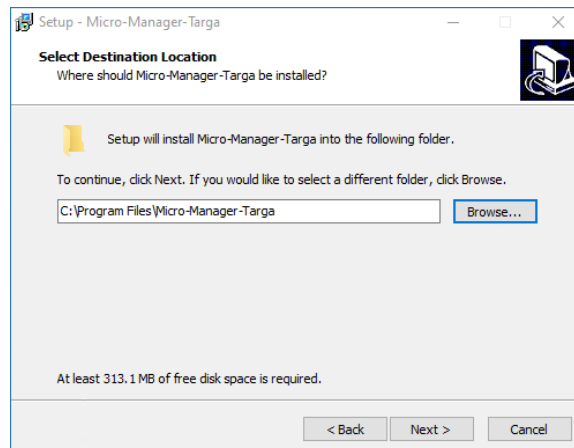 Setup - Micro-Manager-Targa
Select Destination Location
Where should Micro-Manager-Targa be installed?
Setup will install Micro-Manager-Targa into the following folder.
To continue, click Next. If you would like to select a different folder, click Browse.
C:\Program Files\Micro-Manager-Targa
Browse...
At least 313.1 MB of free disk space is required.
< Back
Next >
Cancel